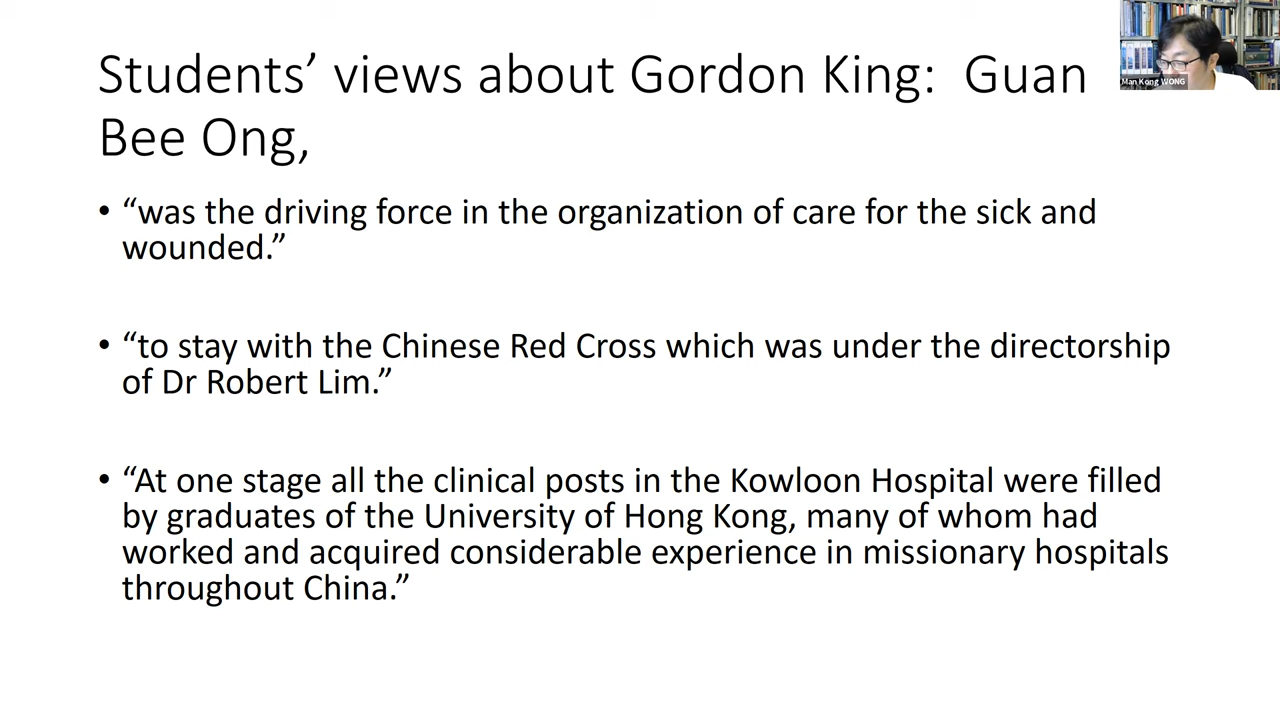 Students’ views about Gordon King:  Guan
Bee Ong,
Man Kong WONG
• “was the driving force in the organization of care for the sick and
wounded.”
• “to stay with the Chinese Red Cross which was under the directorship
of Dr Robert Lim.”
• “At one stage all the clinical posts in the Kowloon Hospital were filled
by graduates of the University of Hong Kong, many of whom had
worked and acquired considerable experience in missionary hospitals
throughout China.”